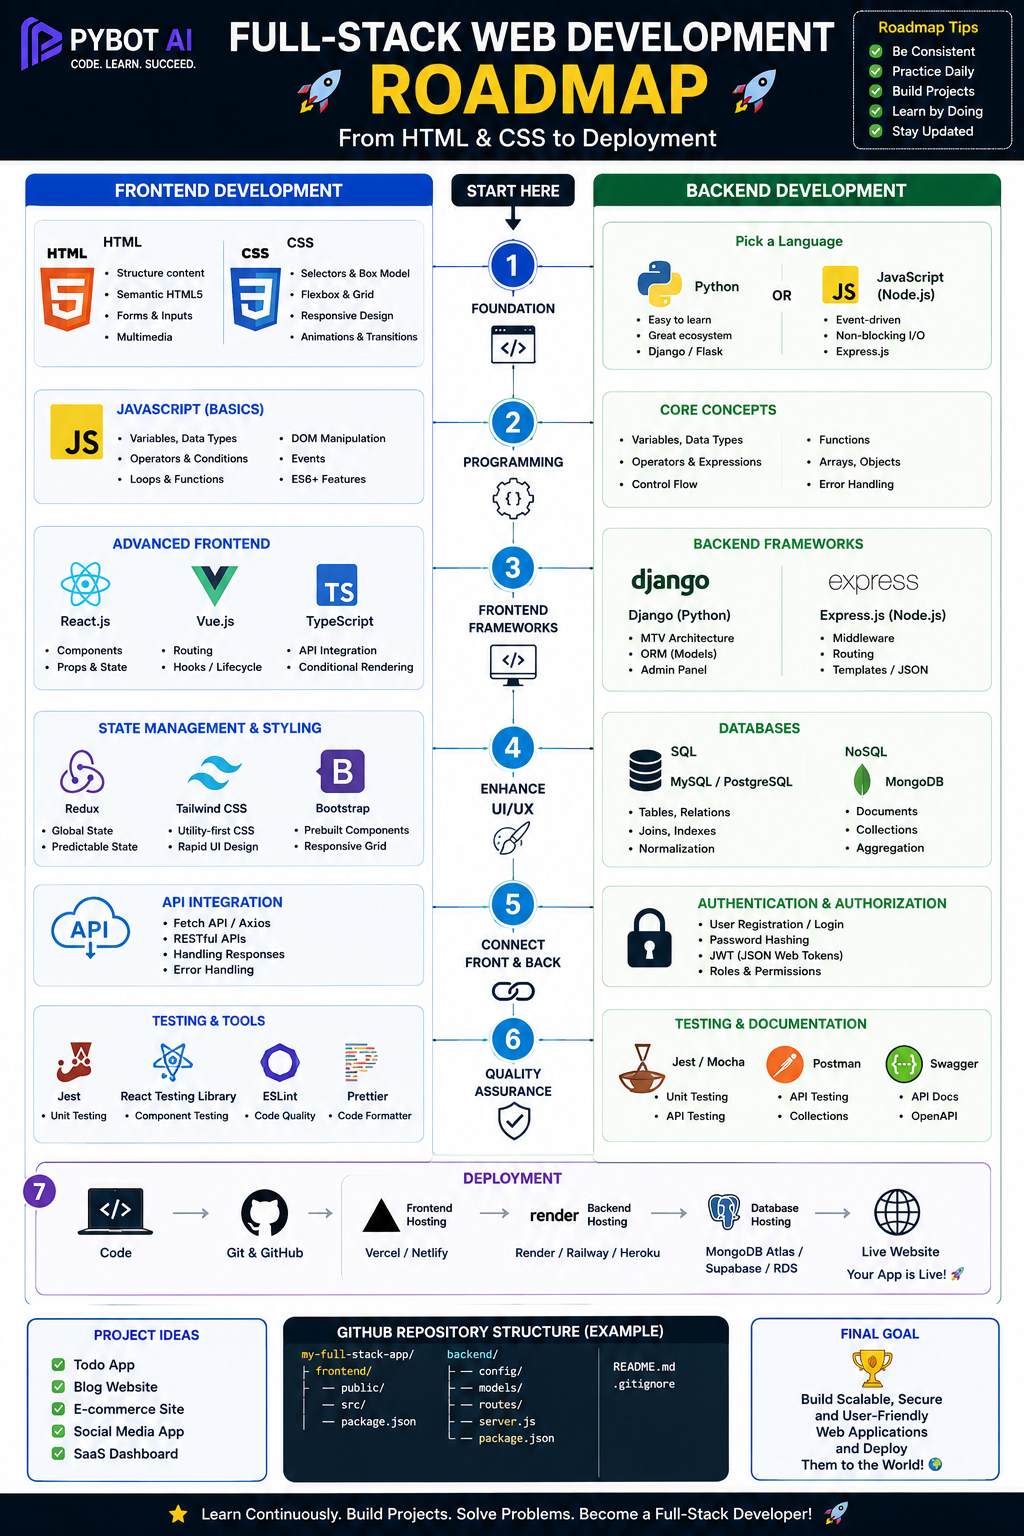 PYBOT AI
CODE. LEARN. SUCCEED.
FULL-STACK WEB DEVELOPMENT
ROADMAP
From HTML & CSS to Deployment
Roadmap Tips
Be Consistent
Practice Daily
Build Projects
Learn by Doing
Stay Updated
FRONTEND DEVELOPMENT
HTML
HTML
Structure content
Semantic HTML5
Forms & Inputs
Multimedia
CSS
CSS
Selectors & Box Model
Flexbox & Grid
Responsive Design
Animations & Transitions
JS
JAVASCRIPT (BASICS)
Variables, Data Types
Operators & Conditions
Loops & Functions
DOM Manipulation
Events
ES6+ Features
ADVANCED FRONTEND
React.js
Components
Props & State
Vue.js
Routing
Hooks / Lifecycle
TS
TypeScript
API Integration
Conditional Rendering
STATE MANAGEMENT & STYLING
Redux
Global State
Predictable State
Tailwind CSS
Utility-first CSS
Rapid UI Design
B
Bootstrap
Prebuilt Components
Responsive Grid
API
API INTEGRATION
Fetch API / Axios
RESTful APIs
Handling Responses
Error Handling
TESTING & TOOLS
Jest
Unit Testing
React Testing Library
Component Testing
ESLint
Code Quality
Prettier
Code Formatter
START HERE
1
FOUNDATION
</>
2
PROGRAMMING
{ }
3
FRONTEND
FRAMEWORKS
</>
4
ENHANCE
UI/UX
5
CONNECT
FRONT & BACK
6
QUALITY
ASSURANCE
BACKEND DEVELOPMENT
Pick a Language
Python
Easy to learn
Great ecosystem
Django / Flask
OR
JS
JavaScript
(Node.js)
Event-driven
Non-blocking I/O
Express.js
CORE CONCEPTS
Variables, Data Types
Operators & Expressions
Control Flow
Functions
Arrays, Objects
Error Handling
BACKEND FRAMEWORKS
django
Django (Python)
MTV Architecture
ORM (Models)
Admin Panel
express
Express.js (Node.js)
Middleware
Routing
Templates / JSON
DATABASES
SQL
MySQL / PostgreSQL
Tables, Relations
Joins, Indexes
Normalization
NoSQL
MongoDB
Documents
Collections
Aggregation
AUTHENTICATION & AUTHORIZATION
User Registration / Login
Password Hashing
JWT (JSON Web Tokens)
Roles & Permissions
TESTING & DOCUMENTATION
Jest / Mocha
Unit Testing
API Testing
Postman
API Testing
Collections
{···}
Swagger
API Docs
OpenAPI
7
DEPLOYMENT
</>
Code
Git & GitHub
Frontend
Hosting
Vercel / Netlify
render
Backend
Hosting
Render / Railway / Heroku
Database
Hosting
MongoDB Atlas /
Supabase / RDS
Live Website
Your App is Live! 🚀
PROJECT IDEAS
Todo App
Blog Website
E-commerce Site
Social Media App
SaaS Dashboard
GITHUB REPOSITORY STRUCTURE (EXAMPLE)
my-full-stack-app/
├ frontend/
├ — public/
│ — src/
│ — package.json
backend/
├ — config/
├ — models/
├ — routes/
├ — server.js
└ — package.json
README.md
.gitignore
FINAL GOAL
Build Scalable, Secure
and User-Friendly
Web Applications
and Deploy
Them to the World! 🌍
⭐ Learn Continuously. Build Projects. Solve Problems. Become a Full-Stack Developer! 🚀